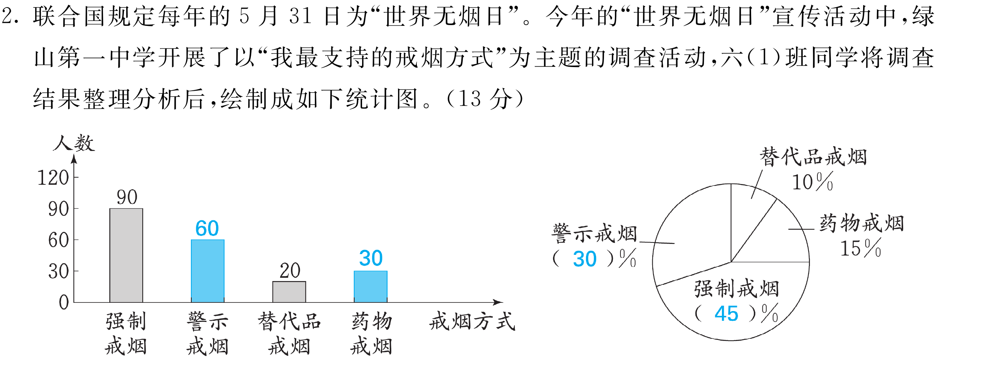 2. 联合国规定每年的 5 月 31 日为“世界无烟日”。今年的“世界无烟日”宣传活动中,绿
山第一中学开展了以“我最支持的戒烟方式”为主题的调查活动,六(1)班同学将调查
结果整理分析后,绘制成如下统计图。(13 分)
人数
120
90
60
30
0
90
60
20
30
强制
戒烟
警示
戒烟
替代品
戒烟
药物
戒烟
戒烟方式
替代品戒烟
10%
药物戒烟
15%
警示戒烟
( 30 )%
强制戒烟
( 45 )%